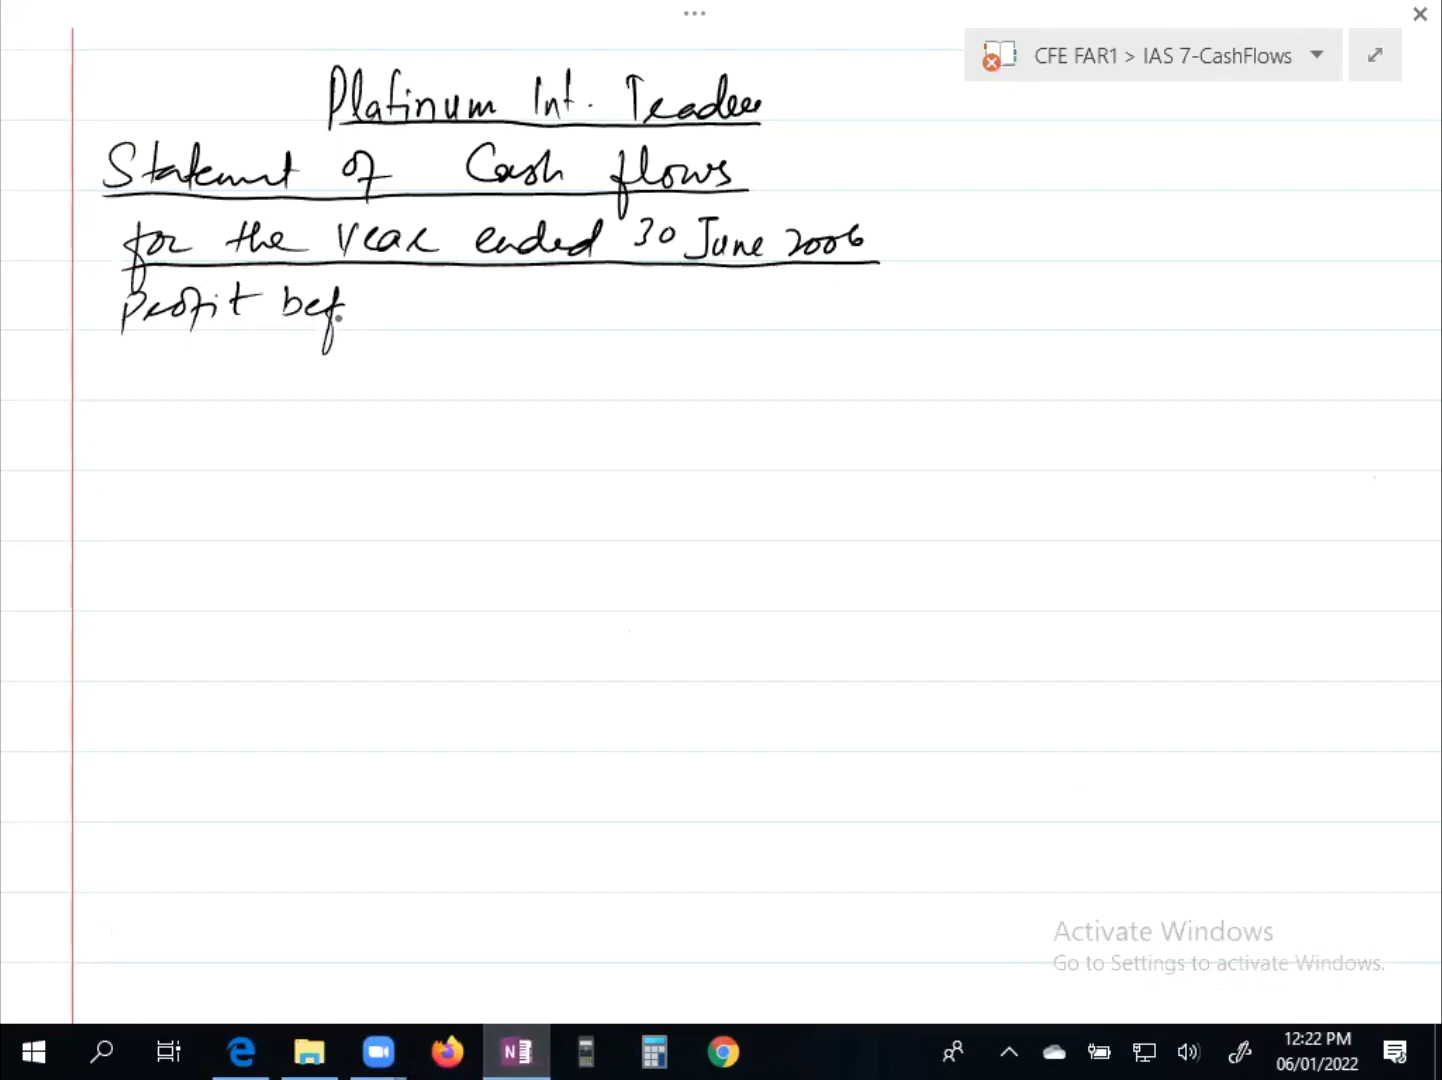 CFE FAR1 > IAS 7-CashFlows
Platinum Int. Traders
Statement of Cash flows
for the year ended 30 June 2006
Profit bef
Activate Windows
Go to Settings to activate Windows.
12:22 PM
06/01/2022